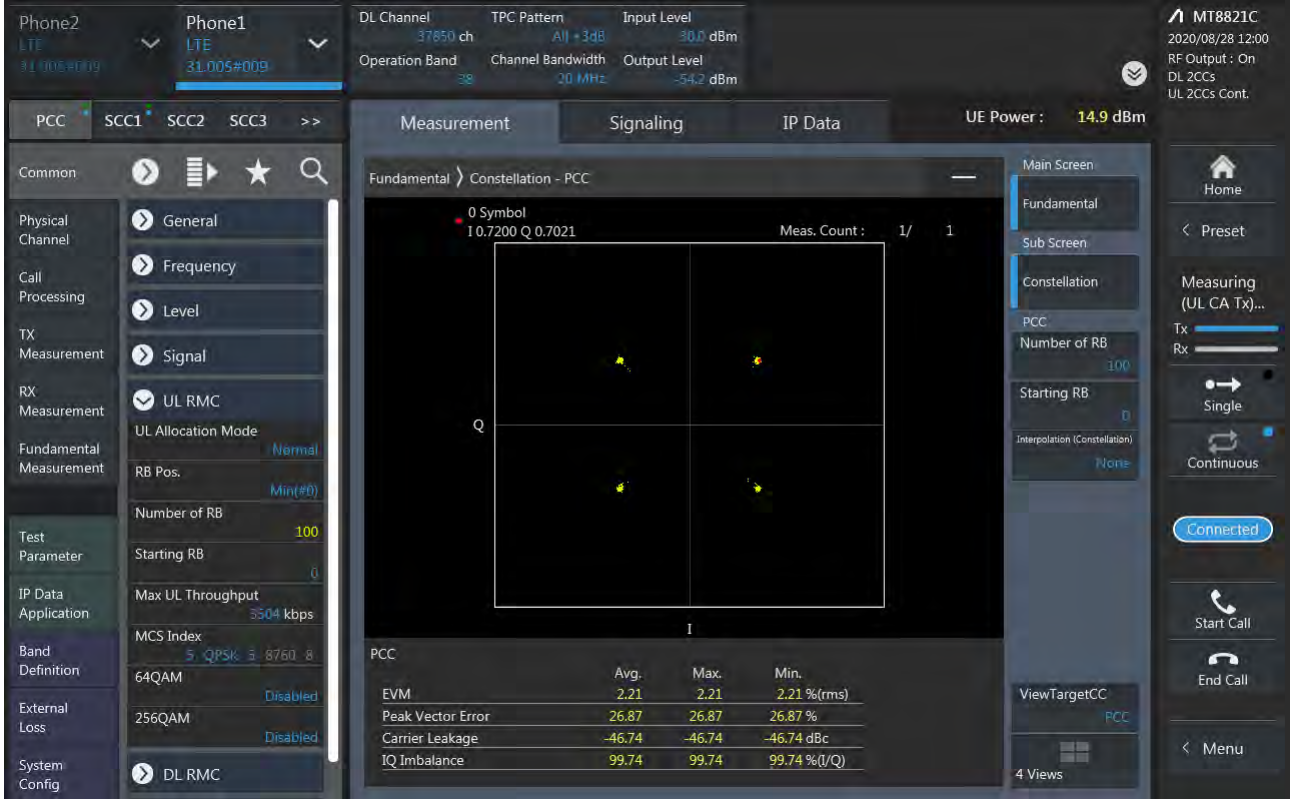 Phone2
LTE
31.005#009
Phone1
LTE
31.005#009
DL Channel
37850 ch
TPC Pattern
All +3dB
Input Level
30.0 dBm
Operation Band
38
Channel Bandwidth
20 MHz
Output Level
-54.2 dBm
MT8821C
2020/08/28 12:00
RF Output : On
DL 2CCs
UL 2CCs Cont.
PCC SCC1 SCC2 SCC3 >>
Measurement Signaling IP Data
UE Power : 14.9 dBm
Common
Physical
Channel
Call
Processing
TX
Measurement
RX
Measurement
Fundamental
Measurement
Test
Parameter
IP Data
Application
Band
Definition
External
Loss
System
Config
General
Frequency
Level
Signal
UL RMC
UL Allocation Mode
Normal
RB Pos.
Min(#0)
Number of RB
100
Starting RB
0
Max UL Throughput
3504 kbps
MCS Index
5 QPSK 5 8760 8
64QAM
Disabled
256QAM
Disabled
DL RMC
Fundamental Constellation - PCC
0 Symbol
I 0.7200 Q 0.7021
Meas. Count : 1/ 1
Q
I
PCC
Avg. Max. Min.
EVM 2.21 2.21 2.21 %(rms)
Peak Vector Error 26.87 26.87 26.87 %
Carrier Leakage -46.74 -46.74 -46.74 dBc
IQ Imbalance 99.74 99.74 99.74 %(I/Q)
Main Screen
Fundamental
Sub Screen
Constellation
PCC
Number of RB
100
Starting RB
0
Interpolation (Constellation)
None
ViewTargetCC
PCC
4 Views
Home
< Preset
Measuring
(UL CA Tx)...
Tx
Rx
Single
Continuous
Connected
Start Call
End Call
< Menu